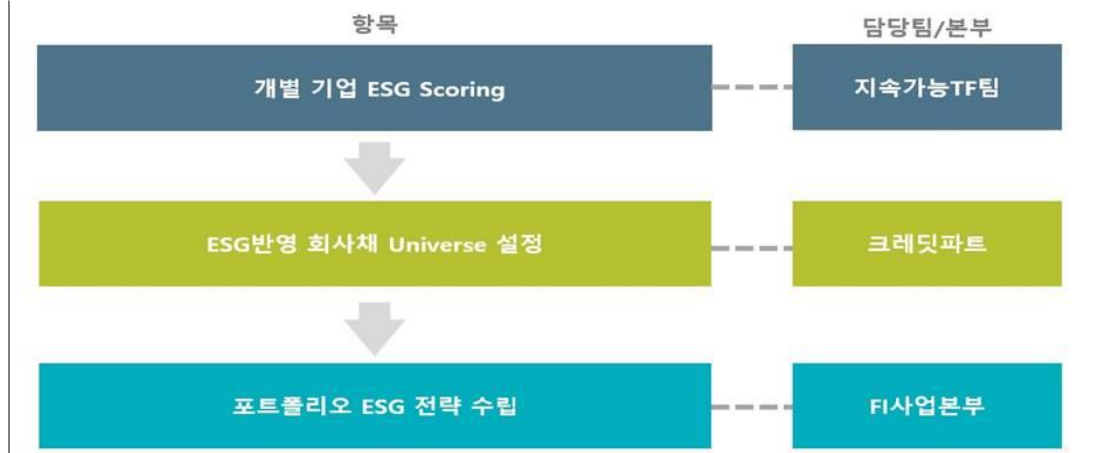 항목
담당팀/본부
개별 기업 ESG Scoring
지속가능TF팀
ESG반영 회사채 Universe 설정
크레딧파트
포트폴리오 ESG 전략 수립
FI사업본부